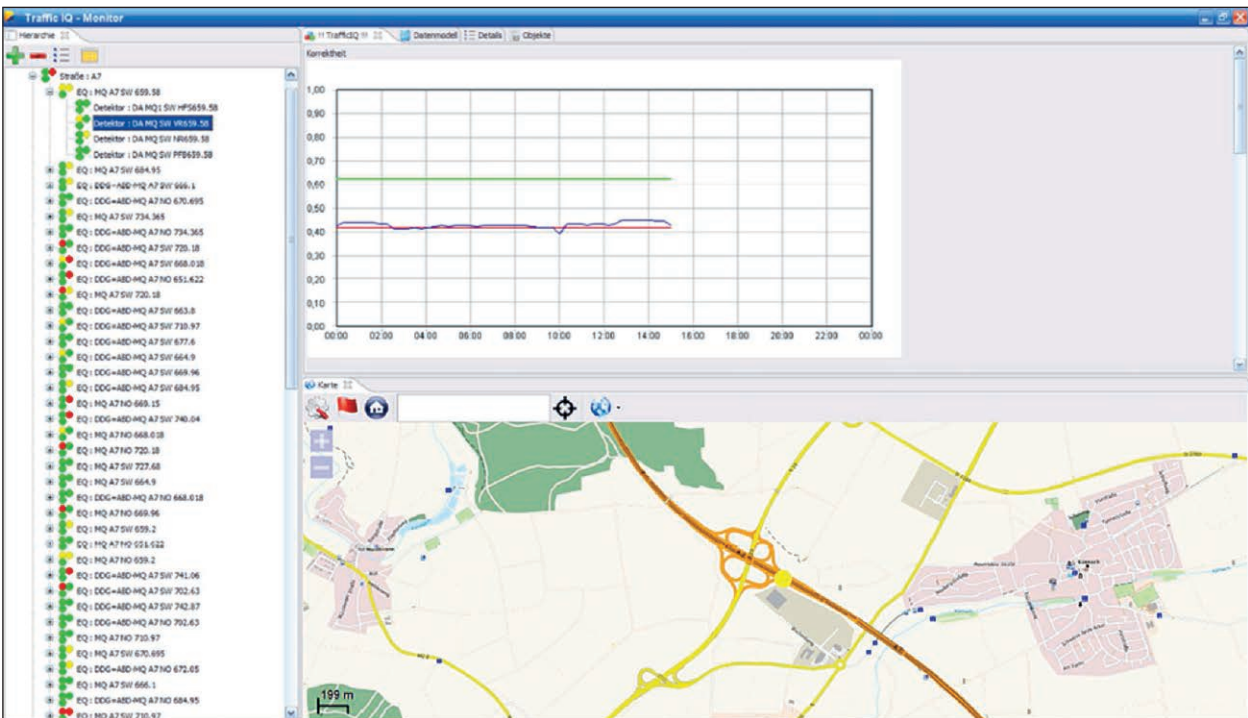 Traffic IQ - Monitor
Hierarchie
Straße : A7
EQ : MQ A7 SW 659.58
Detektor : DA MQ1 SW HFS659.58
Detektor : DA MQ SW VR659.58
Detektor : DA MQ SW NR659.58
Detektor : DA MQ SW PFB659.58
EQ : MQ A7 SW 684.95
EQ : DDG=ABD-MQ A7 SW 666.1
EQ : DDG=ABD-MQ A7 NO 670.695
EQ : MQ A7 SW 734.365
EQ : DDG=ABD-MQ A7 NO 734.365
EQ : DDG=ABD-MQ A7 SW 720.18
EQ : DDG=ABD-MQ A7 SW 668.018
EQ : DDG=ABD-MQ A7 NO 651.622
EQ : MQ A7 SW 720.18
EQ : DDG=ABD-MQ A7 SW 663.8
EQ : DDG=ABD-MQ A7 SW 710.97
EQ : DDG=ABD-MQ A7 SW 677.6
EQ : DDG=ABD-MQ A7 SW 664.9
EQ : DDG=ABD-MQ A7 SW 669.96
EQ : DDG=ABD-MQ A7 SW 684.95
EQ : MQ A7 NO 669.15
EQ : DDG=ABD-MQ A7 SW 740.04
EQ : MQ A7 NO 668.018
EQ : MQ A7 NO 720.18
EQ : MQ A7 SW 727.68
EQ : MQ A7 SW 664.9
EQ : DDG=ABD-MQ A7 NO 668.018
EQ : MQ A7 NO 669.96
EQ : MQ A7 SW 659.2
EQ : MQ A7 NO 651.622
EQ : MQ A7 NO 659.2
EQ : DDG=ABD-MQ A7 SW 741.06
EQ : DDG=ABD-MQ A7 SW 702.63
EQ : DDG=ABD-MQ A7 SW 742.87
EQ : DDG=ABD-MQ A7 NO 702.63
EQ : MQ A7 NO 710.97
EQ : MQ A7 SW 670.695
EQ : DDG=ABD-MQ A7 NO 672.05
EQ : MQ A7 SW 666.1
EQ : DDG=ABD-MQ A7 NO 684.95
EQ : MQ A7 SW 710.97
!! TrafficIQ !! Datenmodell Details Objekte
Korrektheit
1,00
0,90
0,80
0,70
0,60
0,50
0,40
0,30
0,20
0,10
0,00
00:00 02:00 04:00 06:00 08:00 10:00 12:00 14:00 16:00 18:00 20:00 22:00 00:00
Karte
Kürnach
199 m